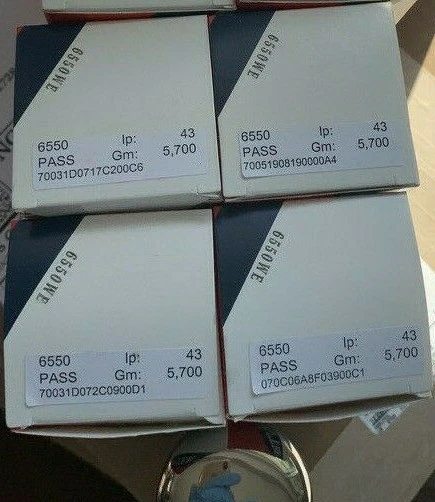 6550WE
6550 Ip: 43
PASS Gm: 5,700
70031D0717C200C6
6550WE
6550 Ip: 43
PASS Gm: 5,700
70051908190000A4
6550WE
6550 Ip: 43
PASS Gm: 5,700
70031D072C0900D1
6550WE
6550 Ip: 43
PASS Gm: 5,700
070C06A8F03900C1